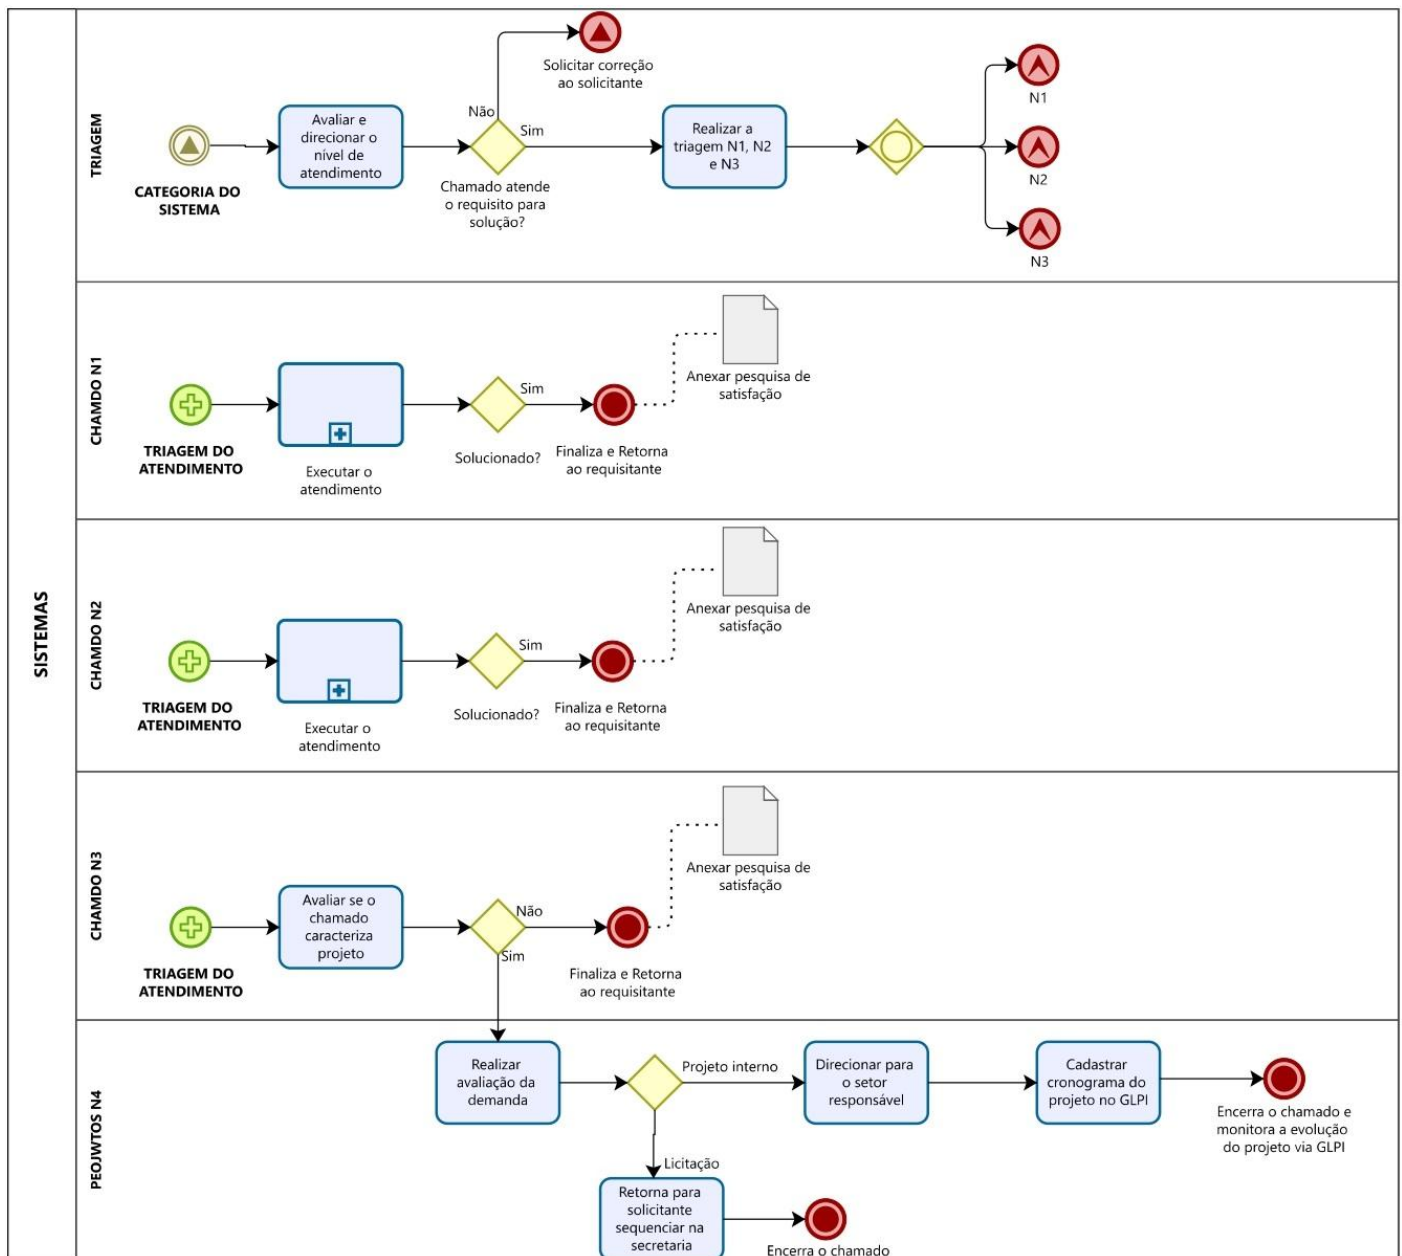 SISTEMAS
TRIAGEM
CATEGORIA DO
SISTEMA
Avaliar e
direcionar o
nível de
atendimento
Não
Sim
Chamado atende
o requisito para
solução?
Solicitar correção
ao solicitante
Realizar a
triagem N1, N2
e N3
N1
N2
N3
CHAMDO N1
TRIAGEM DO
ATENDIMENTO
Executar o
atendimento
Sim
Solucionado?
Finaliza e Retorna
ao requisitante
Anexar pesquisa de
satisfação
CHAMDO N2
TRIAGEM DO
ATENDIMENTO
Executar o
atendimento
Sim
Solucionado?
Finaliza e Retorna
ao requisitante
Anexar pesquisa de
satisfação
CHAMDO N3
TRIAGEM DO
ATENDIMENTO
Avaliar se o
chamado
caracteriza
projeto
Não
Sim
Finaliza e Retorna
ao requisitante
Anexar pesquisa de
satisfação
PEOJWTOS N4
Realizar
avaliação da
demanda
Projeto interno
Direcionar para
o setor
responsável
Cadastrar
cronograma do
projeto no GLPI
Encerra o chamado e
monitora a evolução
do projeto via GLPI
Licitação
Retorna para
solicitante
sequenciar na
secretaria
Encerra o chamado